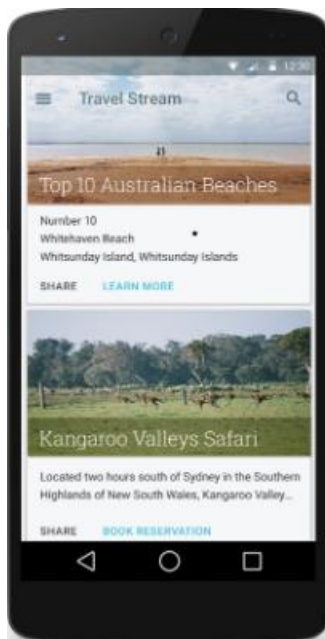 12:30
Travel Stream
Top 10 Australian Beaches
Number 10
Whitehaven Beach
Whitsunday Island, Whitsunday Islands
SHARE LEARN MORE
Kangaroo Valleys Safari
Located two hours south of Sydney in the Southern
Highlands of New South Wales, Kangaroo Valley...
SHARE BOOK RESERVATION